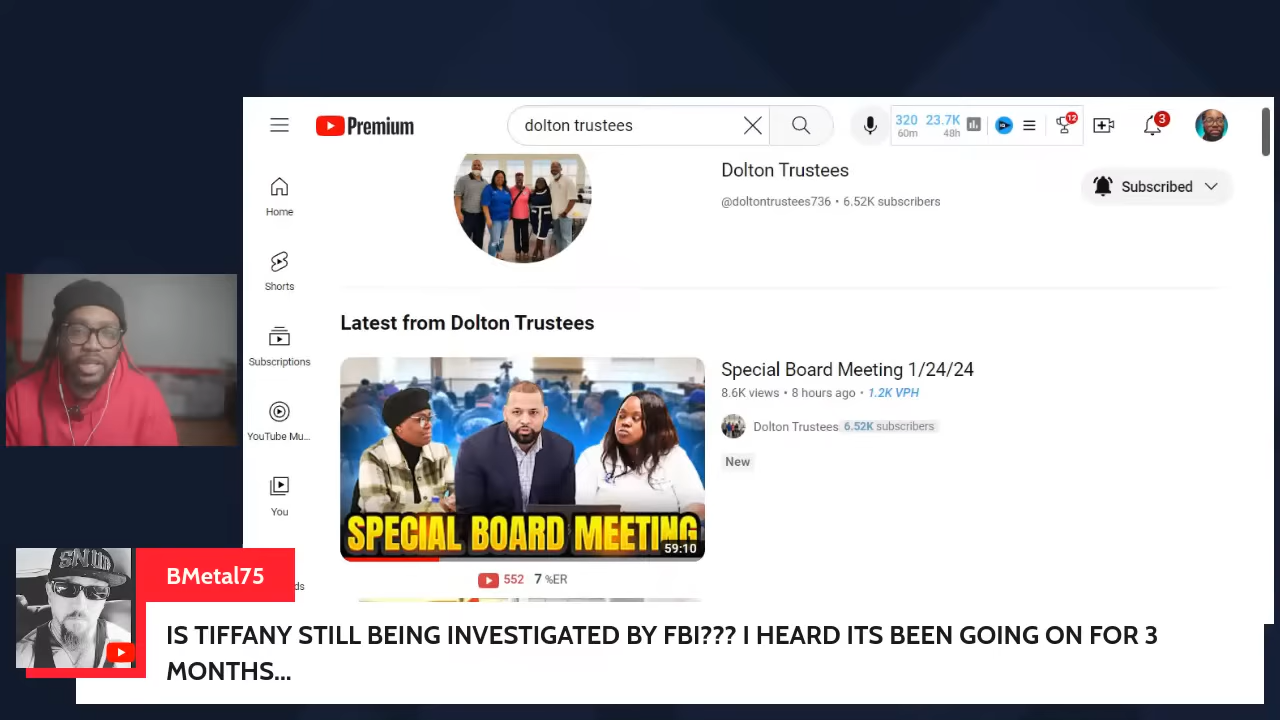 Premium
dolton trustees
320 23.7K
60m 48h
12
3
Home
Shorts
Subscriptions
YouTube Mu...
You
Dolton Trustees
@doltontrustees736 • 6.52K subscribers
Subscribed
Latest from Dolton Trustees
SPECIAL BOARD MEETING
59:10
552 7 %ER
Special Board Meeting 1/24/24
8.6K views • 8 hours ago • 1.2K VPH
Dolton Trustees 6.52K subscribers
New
SNID
BMetal75
IS TIFFANY STILL BEING INVESTIGATED BY FBI??? I HEARD ITS BEEN GOING ON FOR 3
MONTHS...